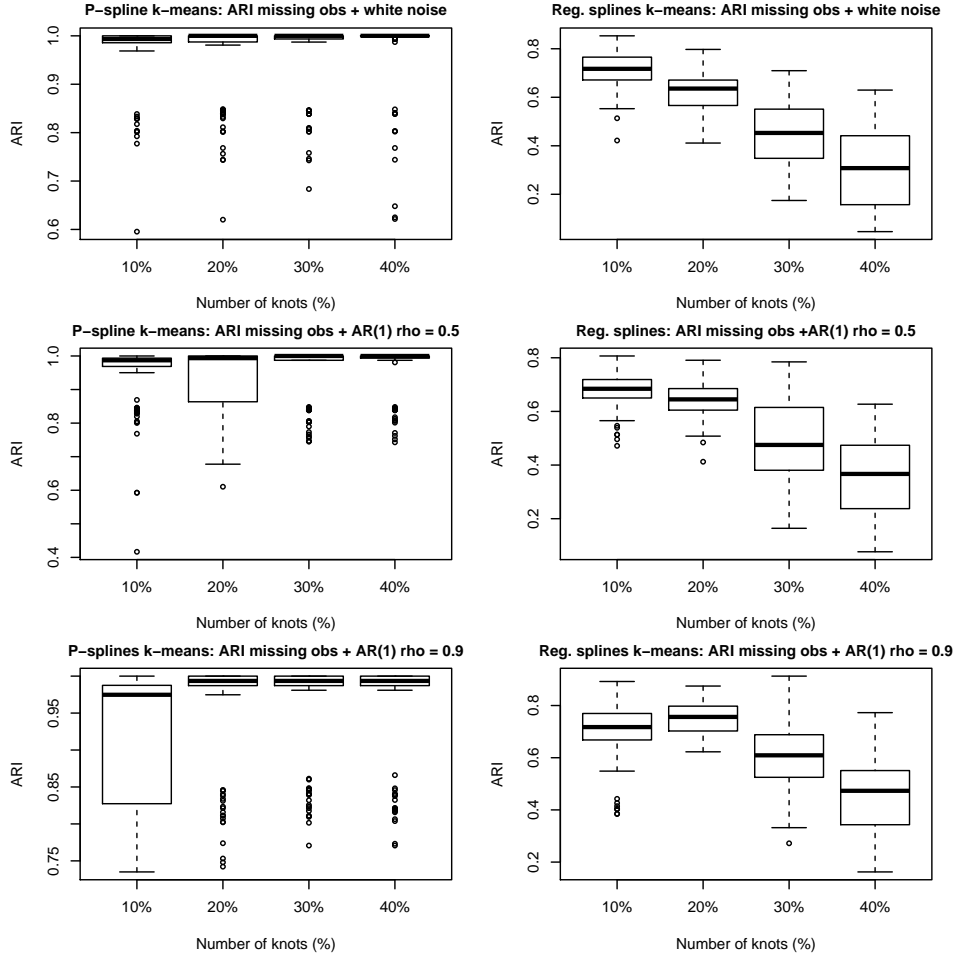 P−spline k−means: ARI missing obs + white noise
ARI
1.0
0.9
0.8
0.7
0.6
10% 20% 30% 40%
Number of knots (%)
Reg. splines k−means: ARI missing obs + white noise
ARI
0.8
0.6
0.4
0.2
10% 20% 30% 40%
Number of knots (%)
P−spline k−means: ARI missing obs + AR(1) rho = 0.5
ARI
1.0
0.8
0.6
0.4
10% 20% 30% 40%
Number of knots (%)
Reg. splines: ARI missing obs +AR(1) rho = 0.5
ARI
0.8
0.6
0.4
0.2
10% 20% 30% 40%
Number of knots (%)
P−splines k−means: ARI missing obs + AR(1) rho = 0.9
ARI
0.95
0.85
0.75
10% 20% 30% 40%
Number of knots (%)
Reg. splines k−means: ARI missing obs + AR(1) rho = 0.9
ARI
0.8
0.6
0.4
0.2
10% 20% 30% 40%
Number of knots (%)